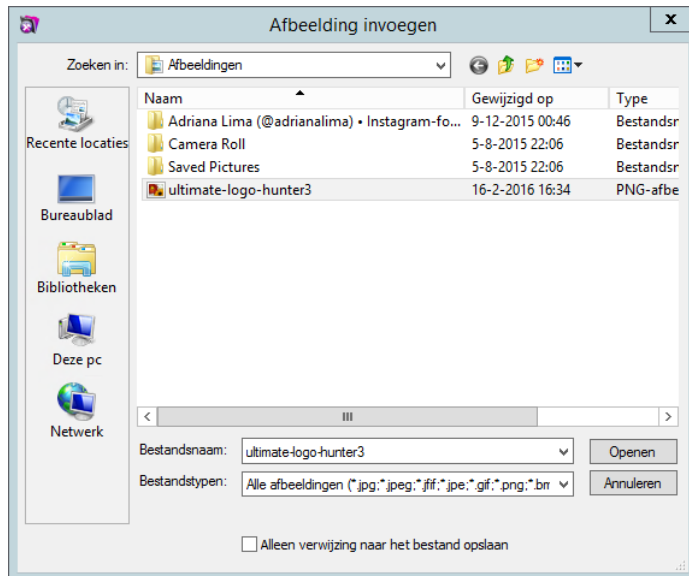 Afbeelding invoegen
x
Zoeken in: Afbeeldingen
Naam Gewijzigd op Type
Adriana Lima (@adrianalima) • Instagram-fo... 9-12-2015 00:46 Bestandsr
Camera Roll 5-8-2015 22:06 Bestandsr
Saved Pictures 5-8-2015 22:06 Bestandsr
ultimate-logo-hunter3 16-2-2016 16:34 PNG-afbe
Recente locaties
Bureaublad
Bibliotheken
Deze pc
Netwerk
Bestandsnaam: ultimate-logo-hunter3 Openen
Bestandstypen: Alle afbeeldingen (*.jpg;*.jpeg;*.jfif;*.jpe;*.gif;*.png;*.bm Annuleren
Alleen verwijzing naar het bestand opslaan